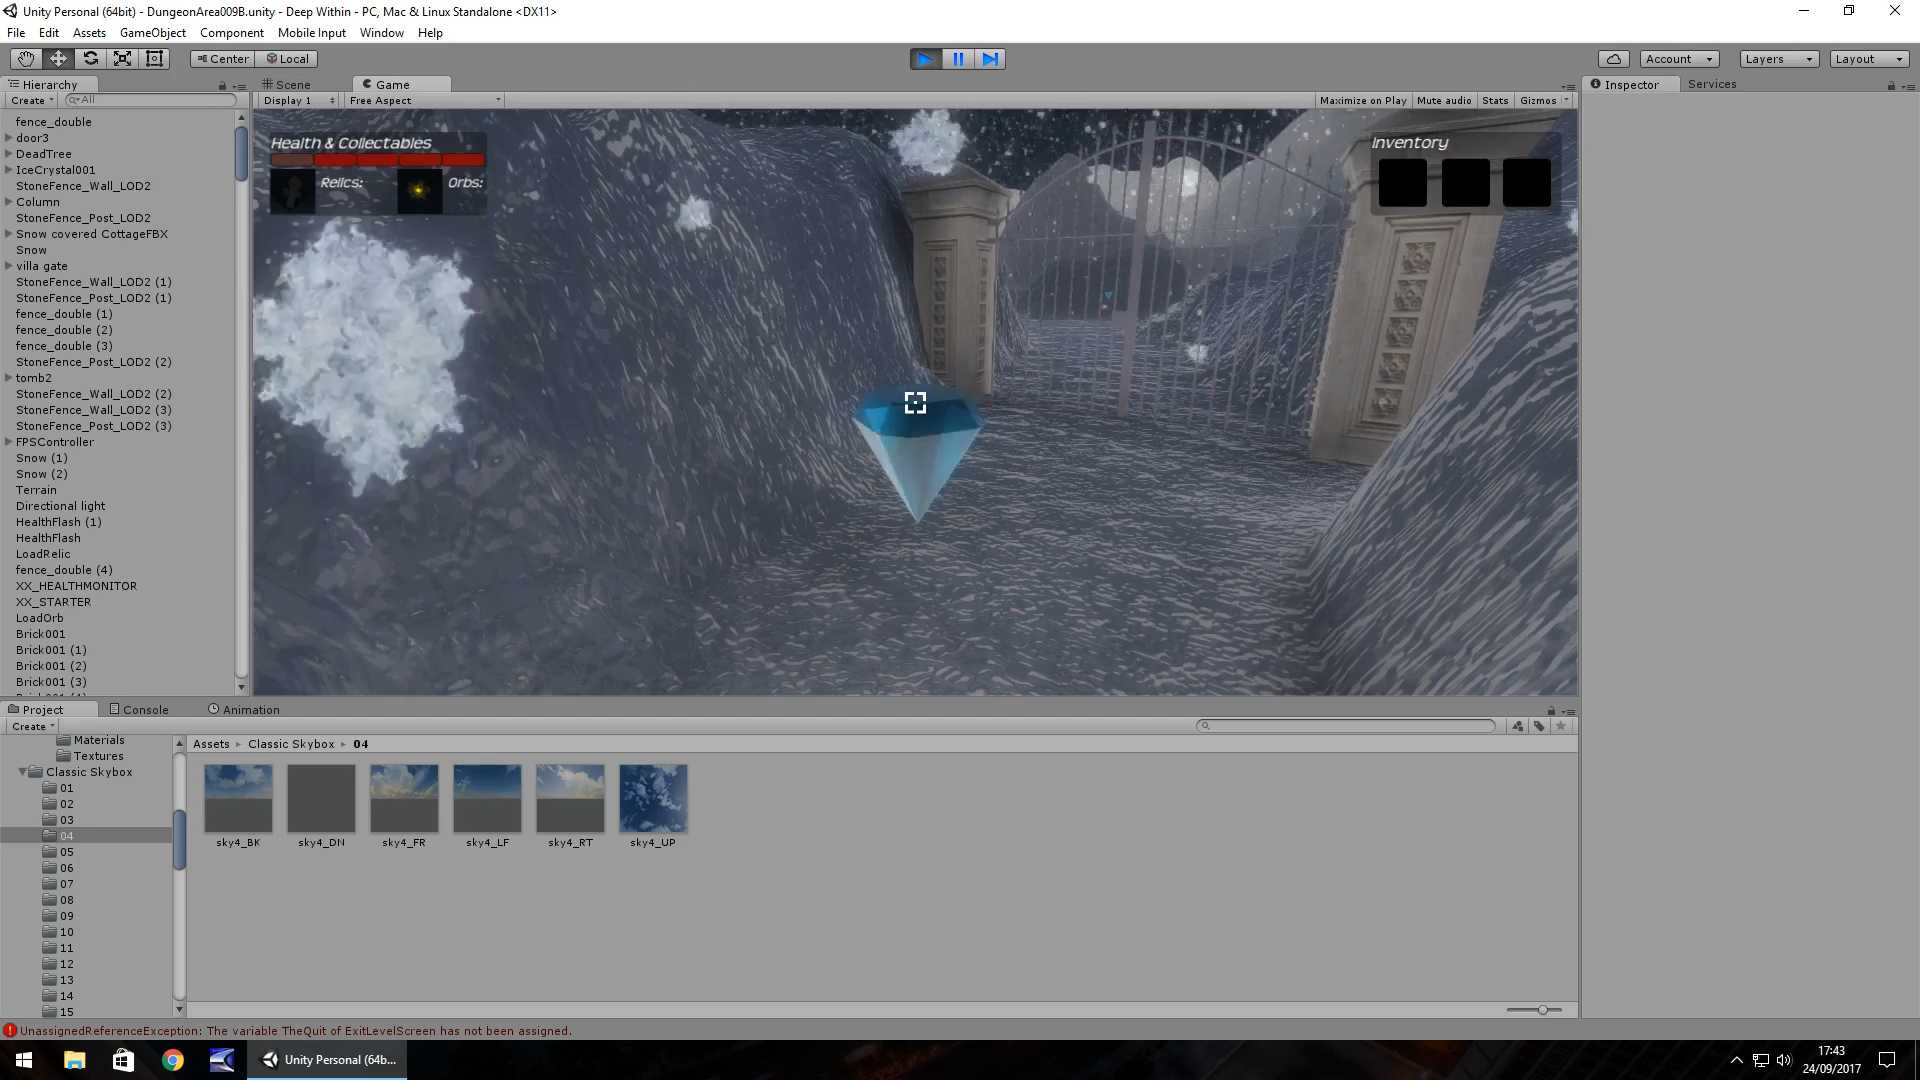 Unity Personal (64bit) - DungeonArea009B.unity - Deep Within - PC, Mac & Linux Standalone <DX11>
File Edit Assets GameObject Component Mobile Input Window Help
Center Local Account Layers Layout
Hierarchy
Create All
fence_double
door3
DeadTree
IceCrystal001
StoneFence_Wall_LOD2
Column
StoneFence_Post_LOD2
Snow covered CottageFBX
Snow
villa gate
StoneFence_Wall_LOD2 (1)
StoneFence_Post_LOD2 (1)
fence_double (1)
fence_double (2)
fence_double (3)
StoneFence_Post_LOD2 (2)
tomb2
StoneFence_Wall_LOD2 (2)
StoneFence_Wall_LOD2 (3)
StoneFence_Post_LOD2 (3)
FPSController
Snow (1)
Snow (2)
Terrain
Directional light
HealthFlash (1)
HealthFlash
LoadRelic
fence_double (4)
XX_HEALTHMONITOR
XX_STARTER
LoadOrb
Brick001
Brick001 (1)
Brick001 (2)
Brick001 (3)
Scene Game
Display 1 Free Aspect Maximize on Play Mute audio Stats Gizmos
Health & Collectables
Relics: Orbs:
Inventory
Inspector Services
Project Console Animation
Create
Materials
Textures
Classic Skybox
01
02
03
04
05
06
07
08
09
10
11
12
13
14
15
Assets Classic Skybox 04
sky4_BK sky4_DN sky4_FR sky4_LF sky4_RT sky4_UP
UnassignedReferenceException: The variable TheQuit of ExitLevelScreen has not been assigned.
Unity Personal (64b...
17:43
24/09/2017